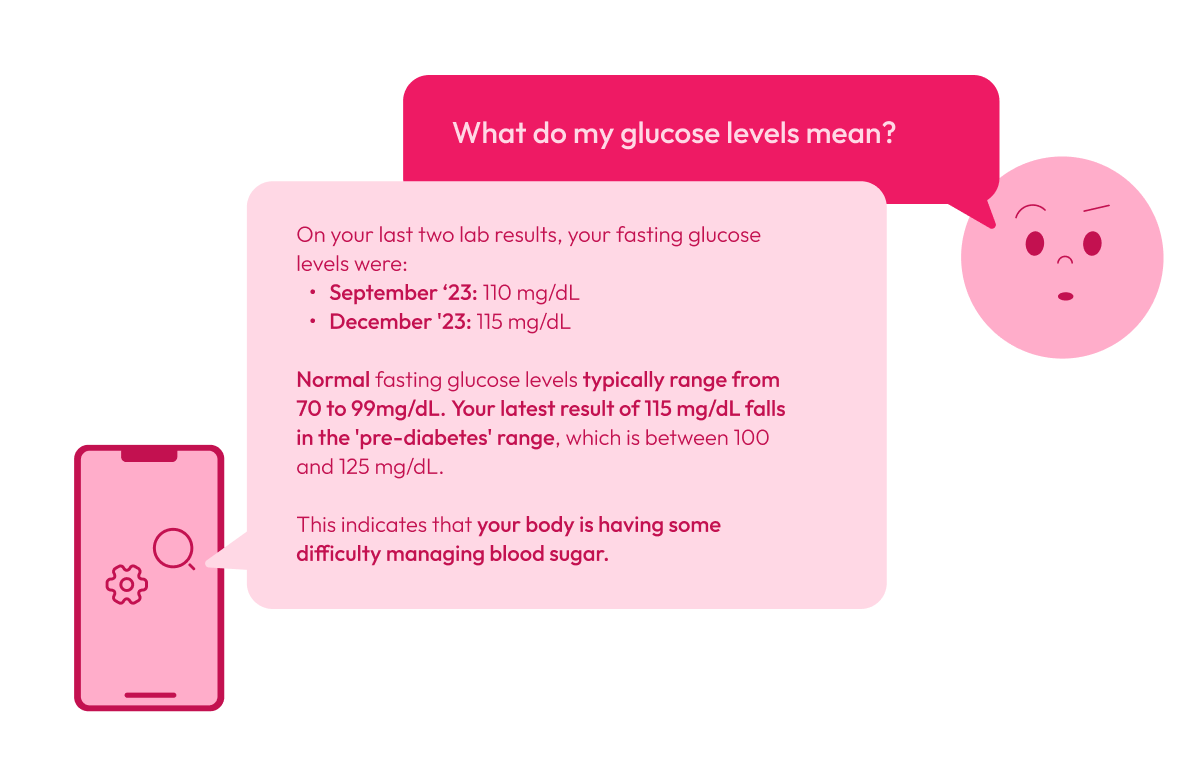 What do my glucose levels mean?
On your last two lab results, your fasting glucose
levels were:
• September ‘23: 110 mg/dL
• December '23: 115 mg/dL
Normal fasting glucose levels typically range from
70 to 99mg/dL. Your latest result of 115 mg/dL falls
in the 'pre-diabetes' range, which is between 100
and 125 mg/dL.
This indicates that your body is having some
difficulty managing blood sugar.